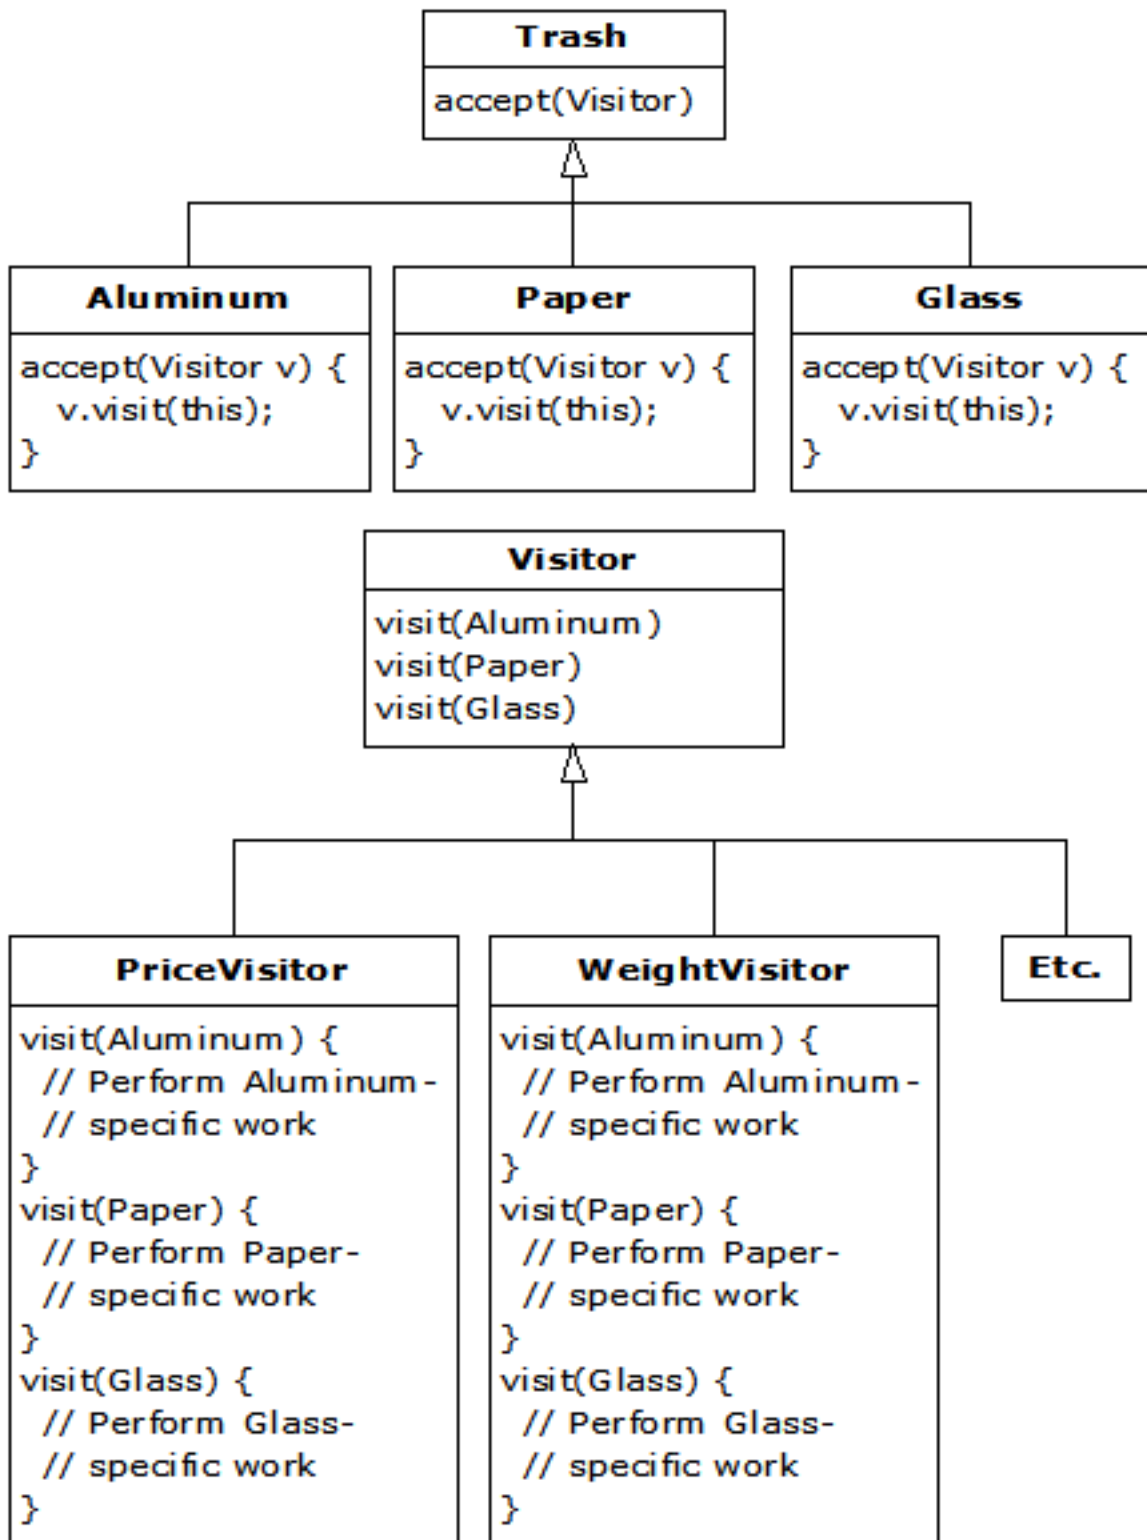 Trash
accept(Visitor)
Aluminum
accept(Visitor v) {
v.visit(this);
}
Paper
accept(Visitor v) {
v.visit(this);
}
Glass
accept(Visitor v) {
v.visit(this);
}
Visitor
visit(Aluminum)
visit(Paper)
visit(Glass)
PriceVisitor
visit(Aluminum) {
// Perform Aluminum-
// specific work
}
visit(Paper) {
// Perform Paper-
// specific work
}
visit(Glass) {
// Perform Glass-
// specific work
}
WeightVisitor
visit(Aluminum) {
// Perform Aluminum-
// specific work
}
visit(Paper) {
// Perform Paper-
// specific work
}
visit(Glass) {
// Perform Glass-
// specific work
}
Etc.